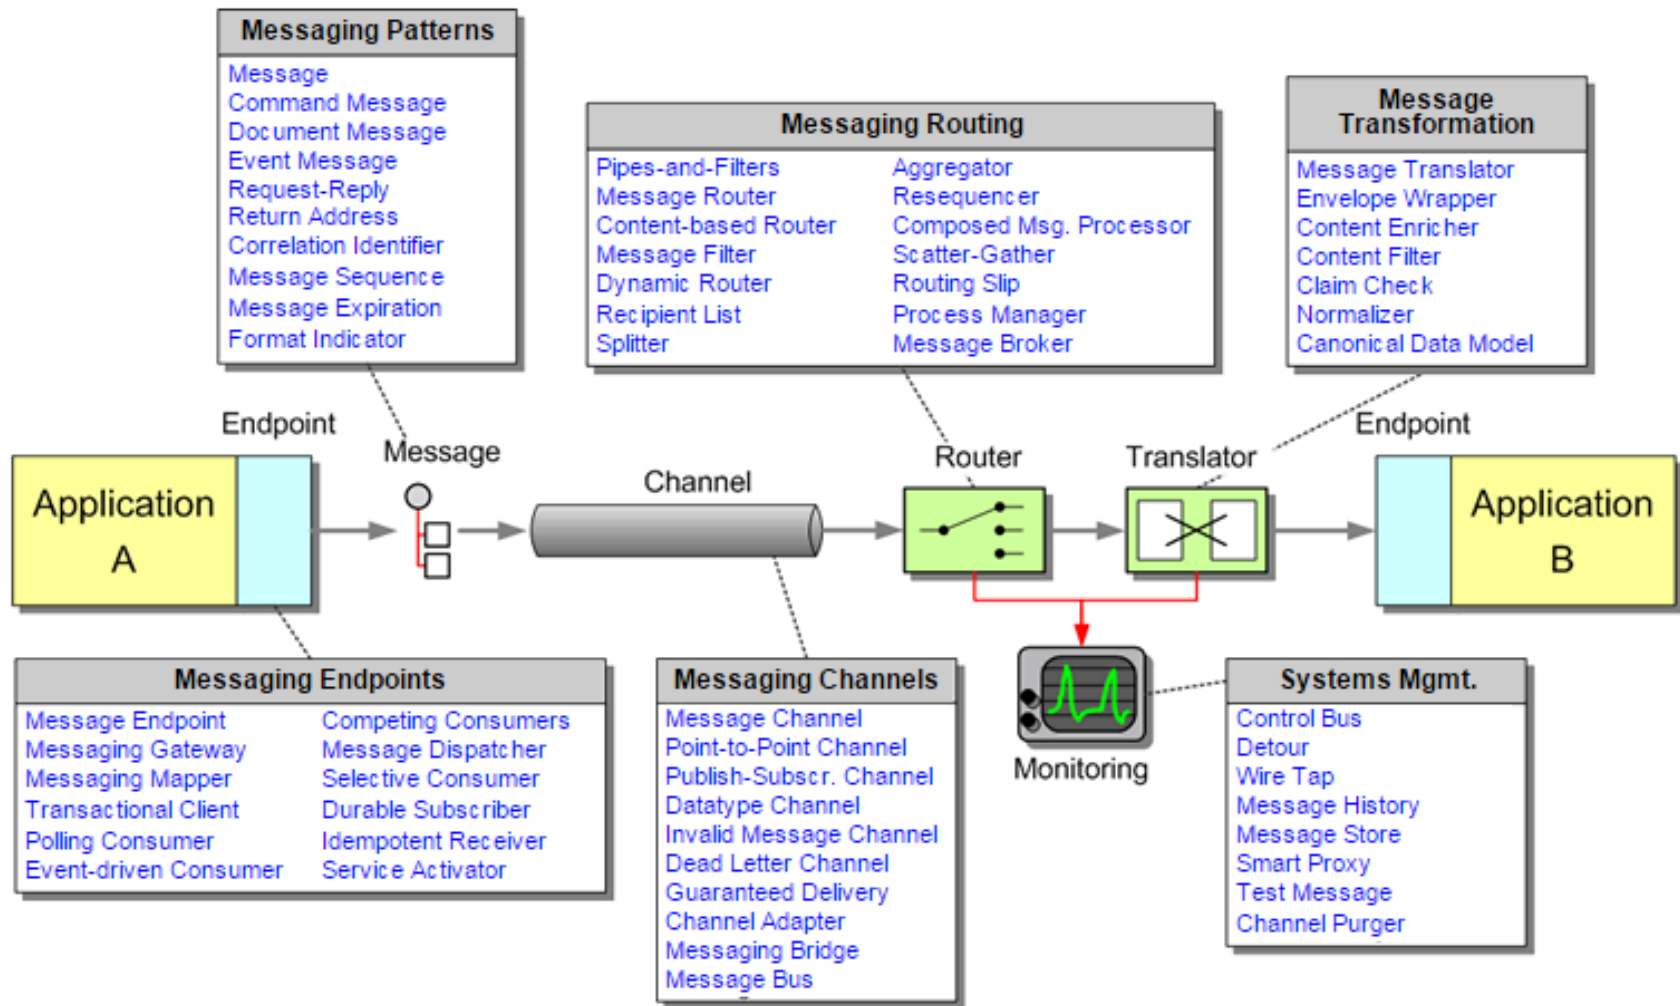 Messaging Patterns
Message
Command Message
Document Message
Event Message
Request-Reply
Return Address
Correlation Identifier
Message Sequence
Message Expiration
Format Indicator
Messaging Routing
Pipes-and-Filters
Message Router
Content-based Router
Message Filter
Dynamic Router
Recipient List
Splitter
Aggregator
Resequencer
Composed Msg. Processor
Scatter-Gather
Routing Slip
Process Manager
Message Broker
Message
Transformation
Message Translator
Envelope Wrapper
Content Enricher
Content Filter
Claim Check
Normalizer
Canonical Data Model
Endpoint
Application
A
Message
Channel
Router
Translator
Endpoint
Application
B
Messaging Endpoints
Message Endpoint
Messaging Gateway
Messaging Mapper
Transactional Client
Polling Consumer
Event-driven Consumer
Competing Consumers
Message Dispatcher
Selective Consumer
Durable Subscriber
Idempotent Receiver
Service Activator
Messaging Channels
Message Channel
Point-to-Point Channel
Publish-Subscr. Channel
Datatype Channel
Invalid Message Channel
Dead Letter Channel
Guaranteed Delivery
Channel Adapter
Messaging Bridge
Message Bus
Monitoring
Systems Mgmt.
Control Bus
Detour
Wire Tap
Message History
Message Store
Smart Proxy
Test Message
Channel Purger